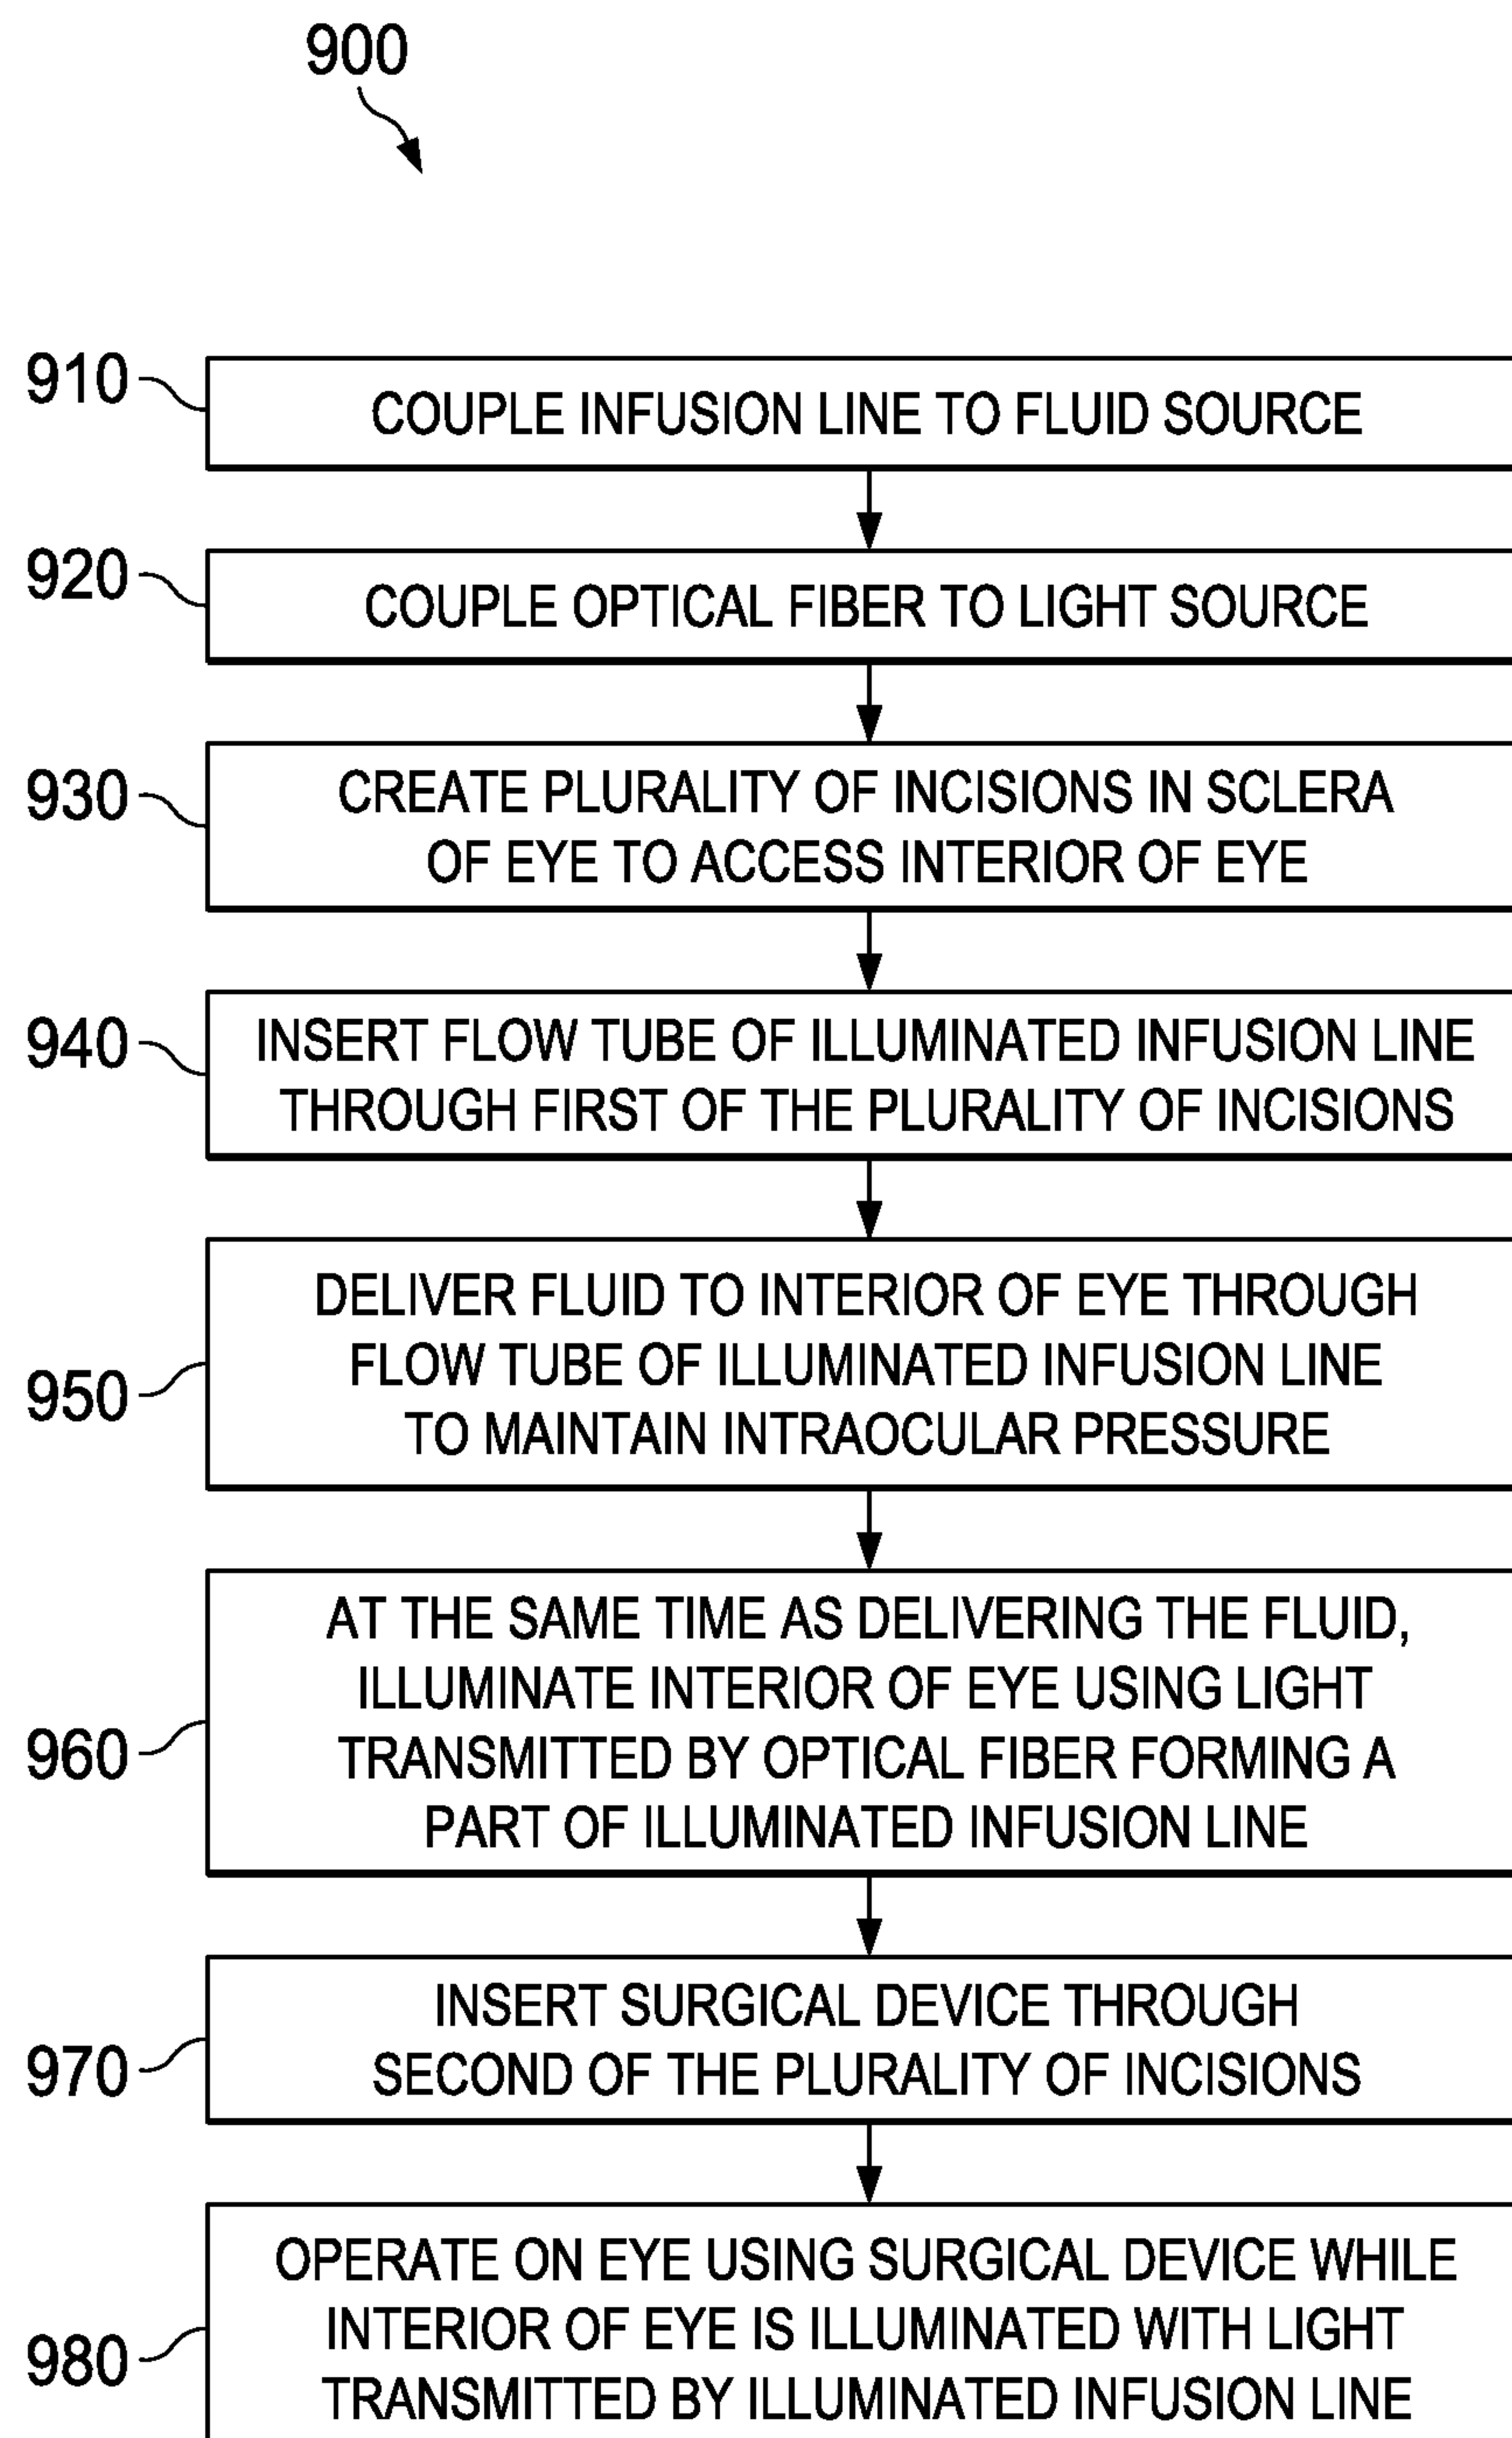 900
910
COUPLE INFUSION LINE TO FLUID SOURCE
920
COUPLE OPTICAL FIBER TO LIGHT SOURCE
930
CREATE PLURALITY OF INCISIONS IN SCLERA
OF EYE TO ACCESS INTERIOR OF EYE
940
INSERT FLOW TUBE OF ILLUMINATED INFUSION LINE
THROUGH FIRST OF THE PLURALITY OF INCISIONS
950
DELIVER FLUID TO INTERIOR OF EYE THROUGH
FLOW TUBE OF ILLUMINATED INFUSION LINE
TO MAINTAIN INTRAOCULAR PRESSURE
960
AT THE SAME TIME AS DELIVERING THE FLUID,
ILLUMINATE INTERIOR OF EYE USING LIGHT
TRANSMITTED BY OPTICAL FIBER FORMING A
PART OF ILLUMINATED INFUSION LINE
970
INSERT SURGICAL DEVICE THROUGH
SECOND OF THE PLURALITY OF INCISIONS
980
OPERATE ON EYE USING SURGICAL DEVICE WHILE
INTERIOR OF EYE IS ILLUMINATED WITH LIGHT
TRANSMITTED BY ILLUMINATED INFUSION LINE